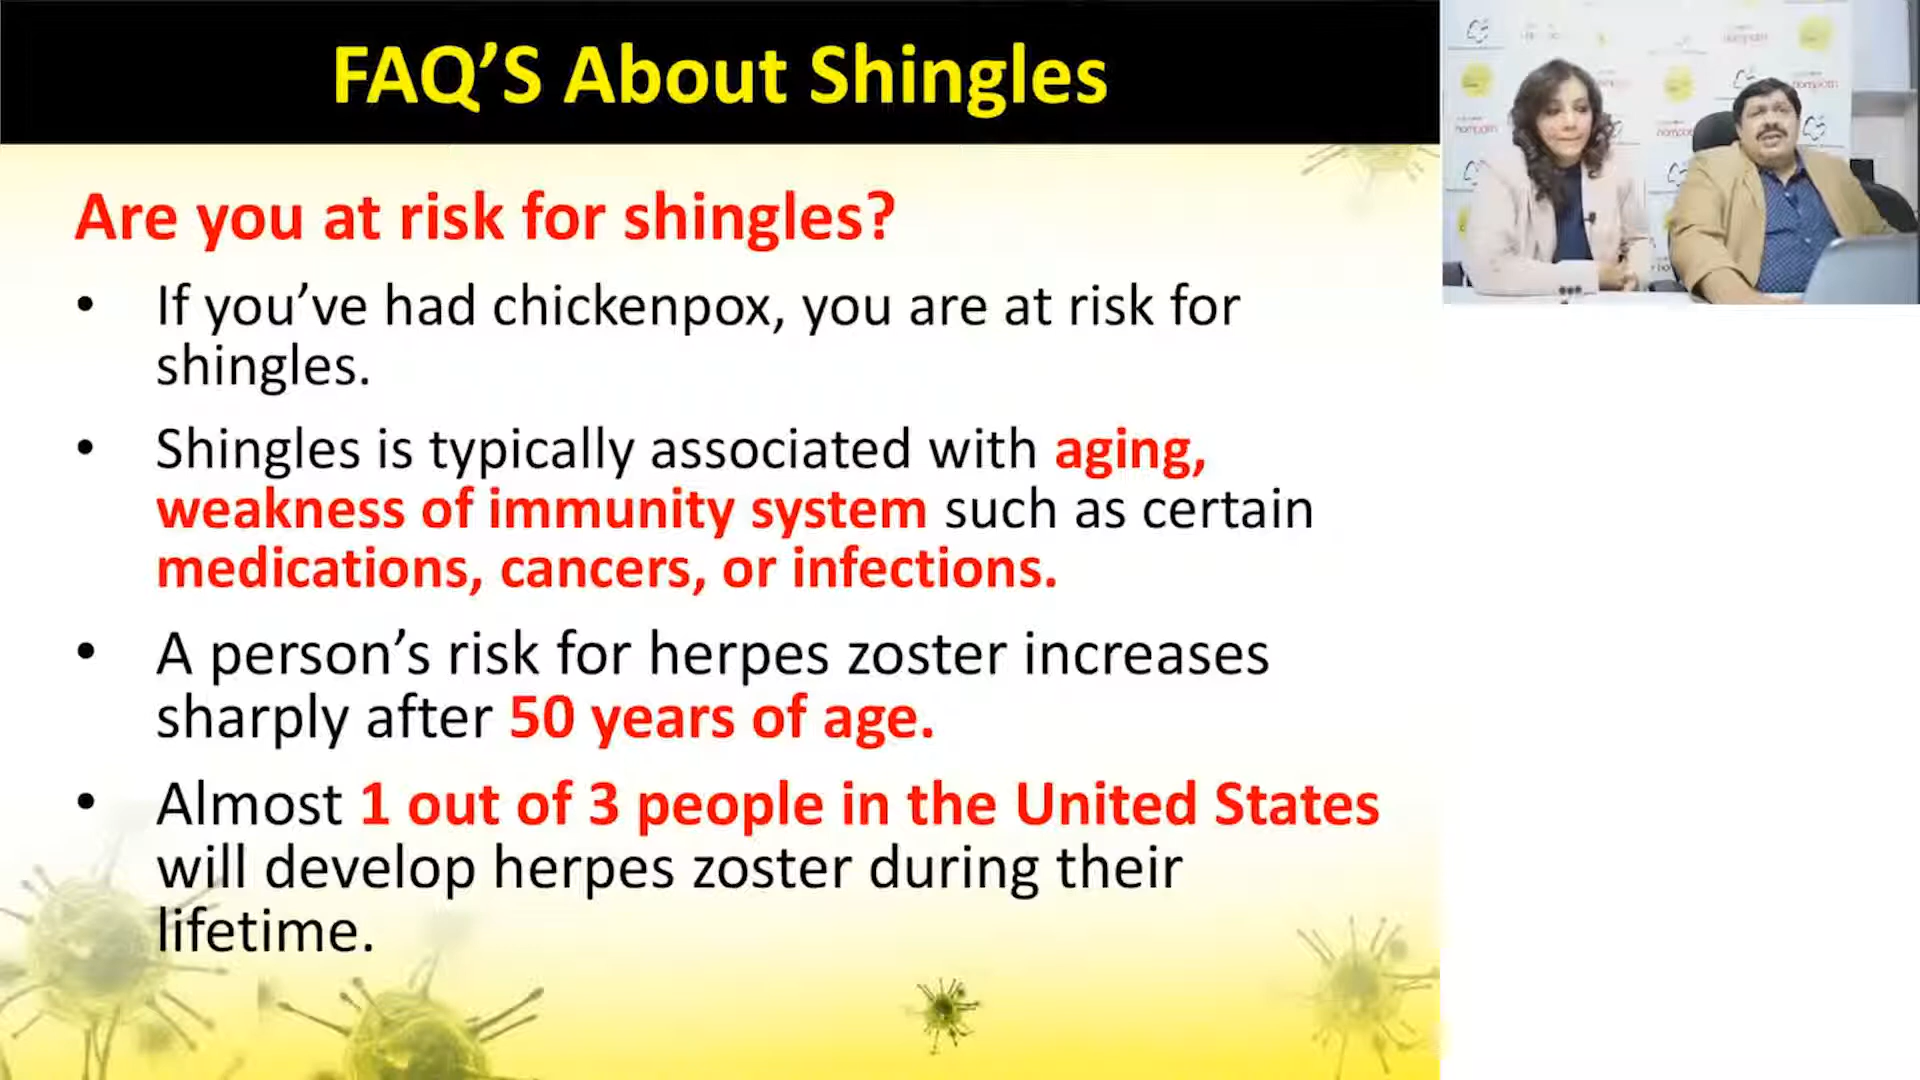 FAQ’S About Shingles
Are you at risk for shingles?
• If you’ve had chickenpox, you are at risk for
shingles.
• Shingles is typically associated with aging,
weakness of immunity system such as certain
medications, cancers, or infections.
• A person’s risk for herpes zoster increases
sharply after 50 years of age.
• Almost 1 out of 3 people in the United States
will develop herpes zoster during their
lifetime.